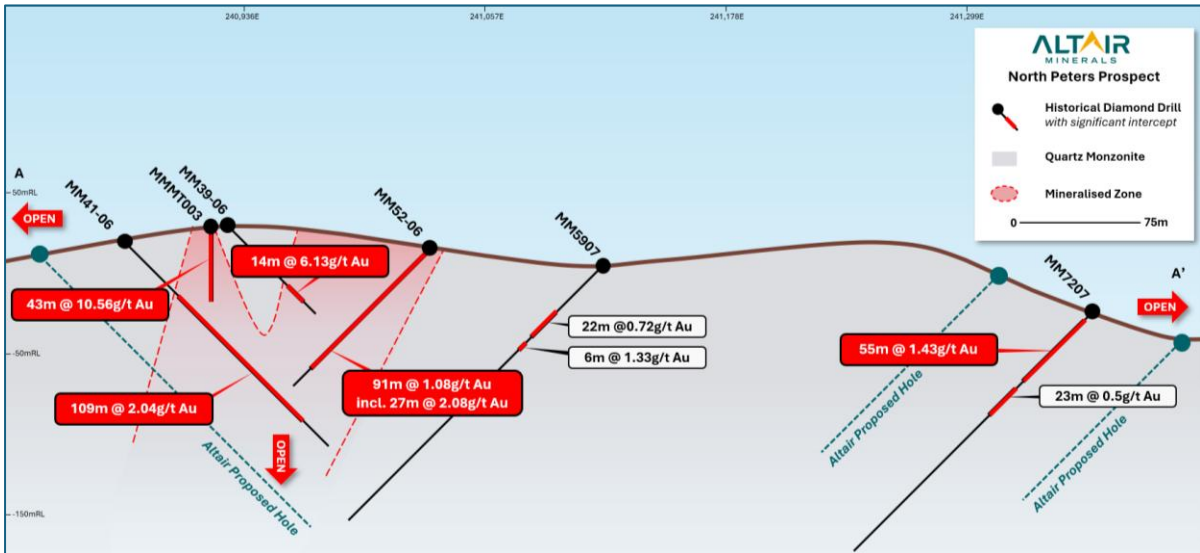 240,936E
241,057E
241,178E
241,299E
ALTAIR
MINERALS
North Peters Prospect
Historical Diamond Drill
with significant intercept
Quartz Monzonite
Mineralised Zone
0
75m
A
50mRL
OPEN
MM41-06
MMMT003
MM39-06
MM52-06
MM5907
MM7207
A'
OPEN
14m @ 6.13g/t Au
43m @ 10.56g/t Au
22m @0.72g/t Au
6m @ 1.33g/t Au
55m @ 1.43g/t Au
-50mRL
91m @ 1.08g/t Au
incl. 27m @ 2.08g/t Au
109m @ 2.04g/t Au
23m @ 0.5g/t Au
Altair Proposed Hole
OPEN
Altair Proposed Hole
Altair Proposed Hole
-150mRL